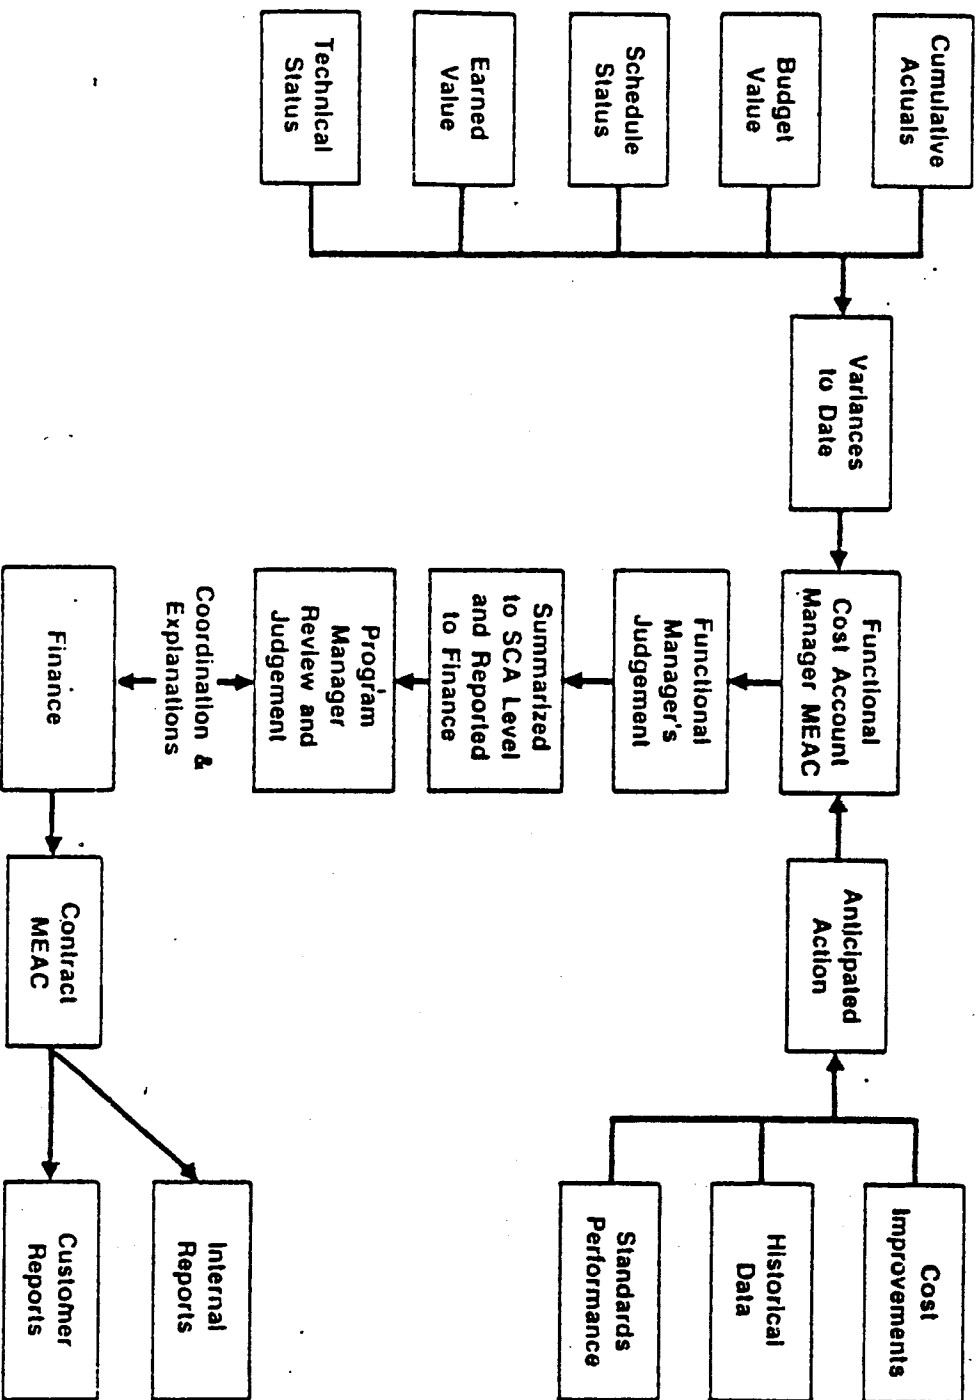 Cumulative
Actuals
Budget
Value
Schedule
Status
Earned
Value
Technical
Status
Variances
to Date
Functional
Cost Account
Manager MEAC
Functional
Manager's
Judgement
Summarized
to SCA Level
and Reported
to Finance
Program
Manager
Review and
Judgement
Coordination &
Explanations
Finance
Anticipated
Action
Contract
MEAC
Cost
Improvements
Historical
Data
Standards
Performance
Internal
Reports
Customer
Reports